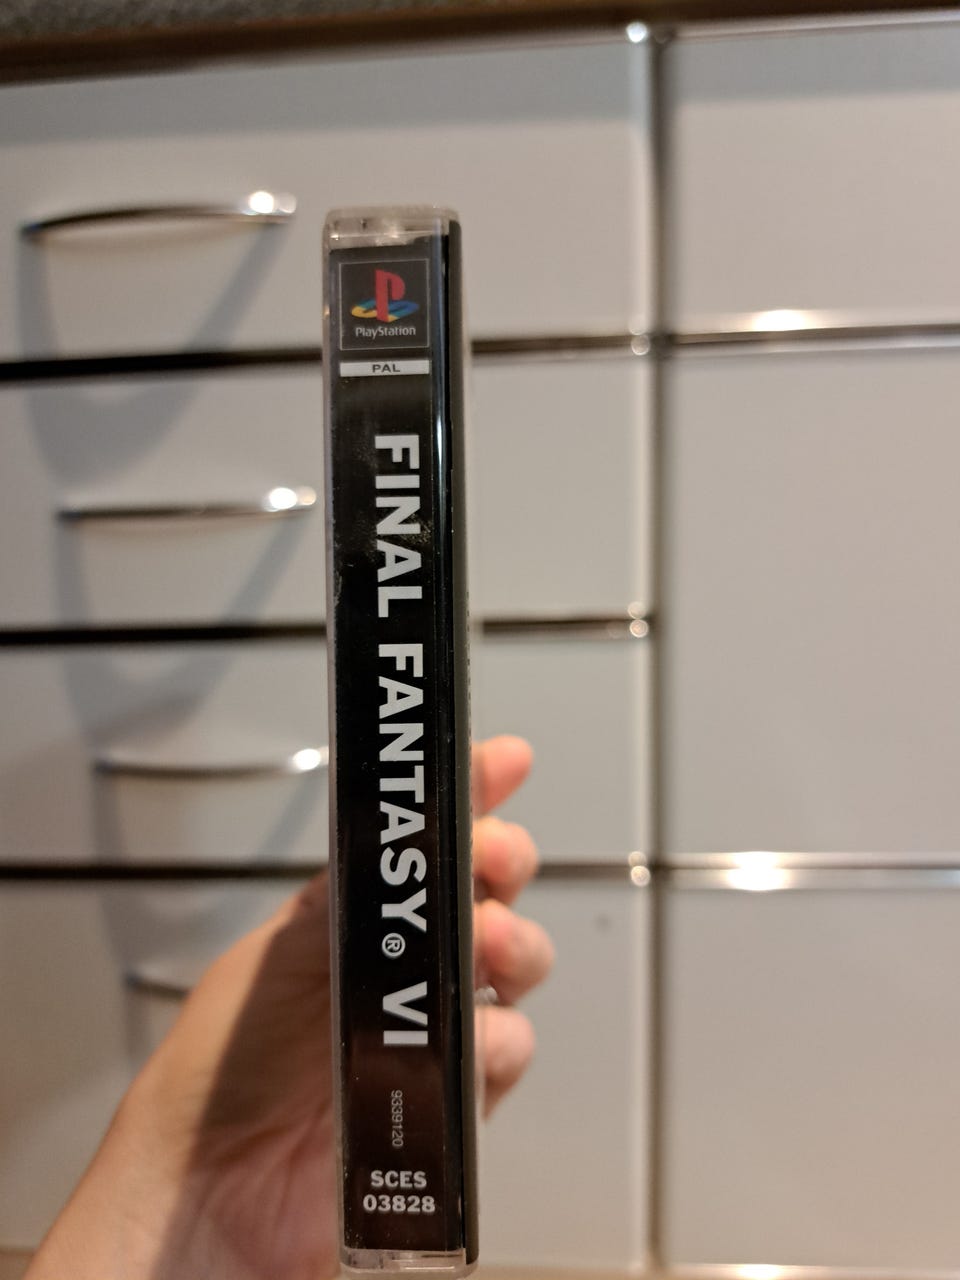 PlayStation
PAL
FINAL FANTASY® VI
9339120
SCES
03828